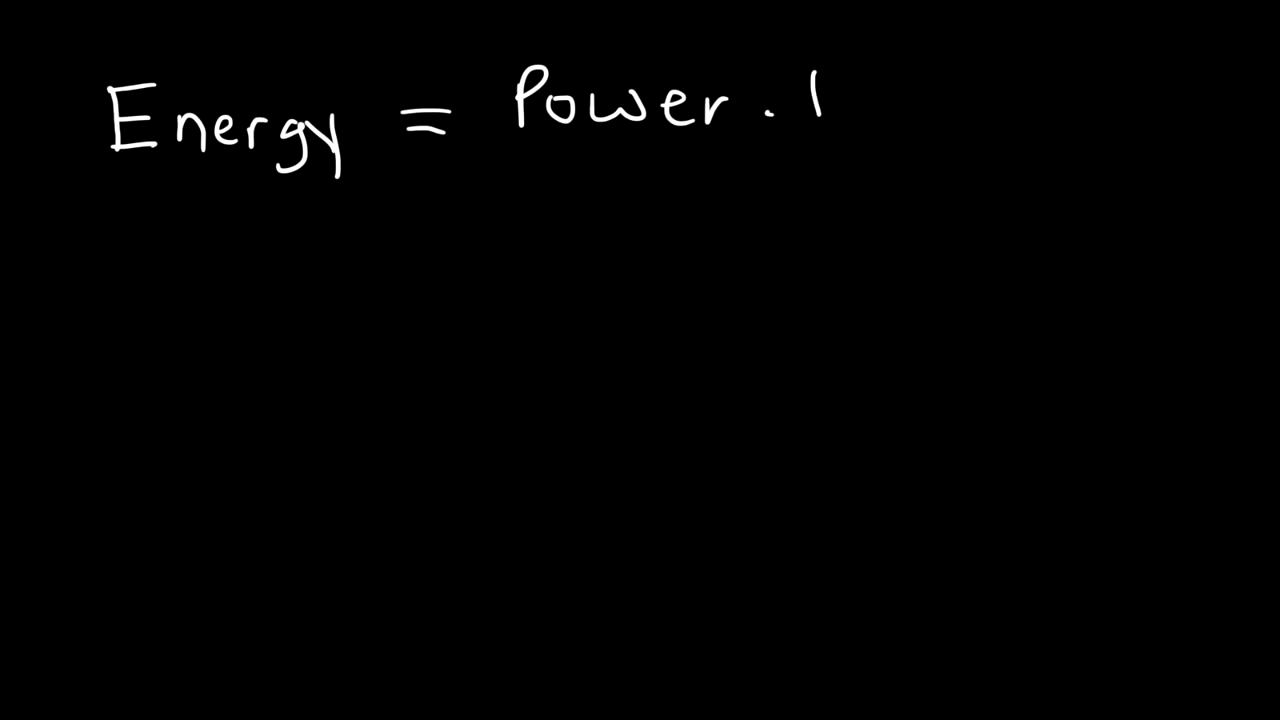 Energy = Power .